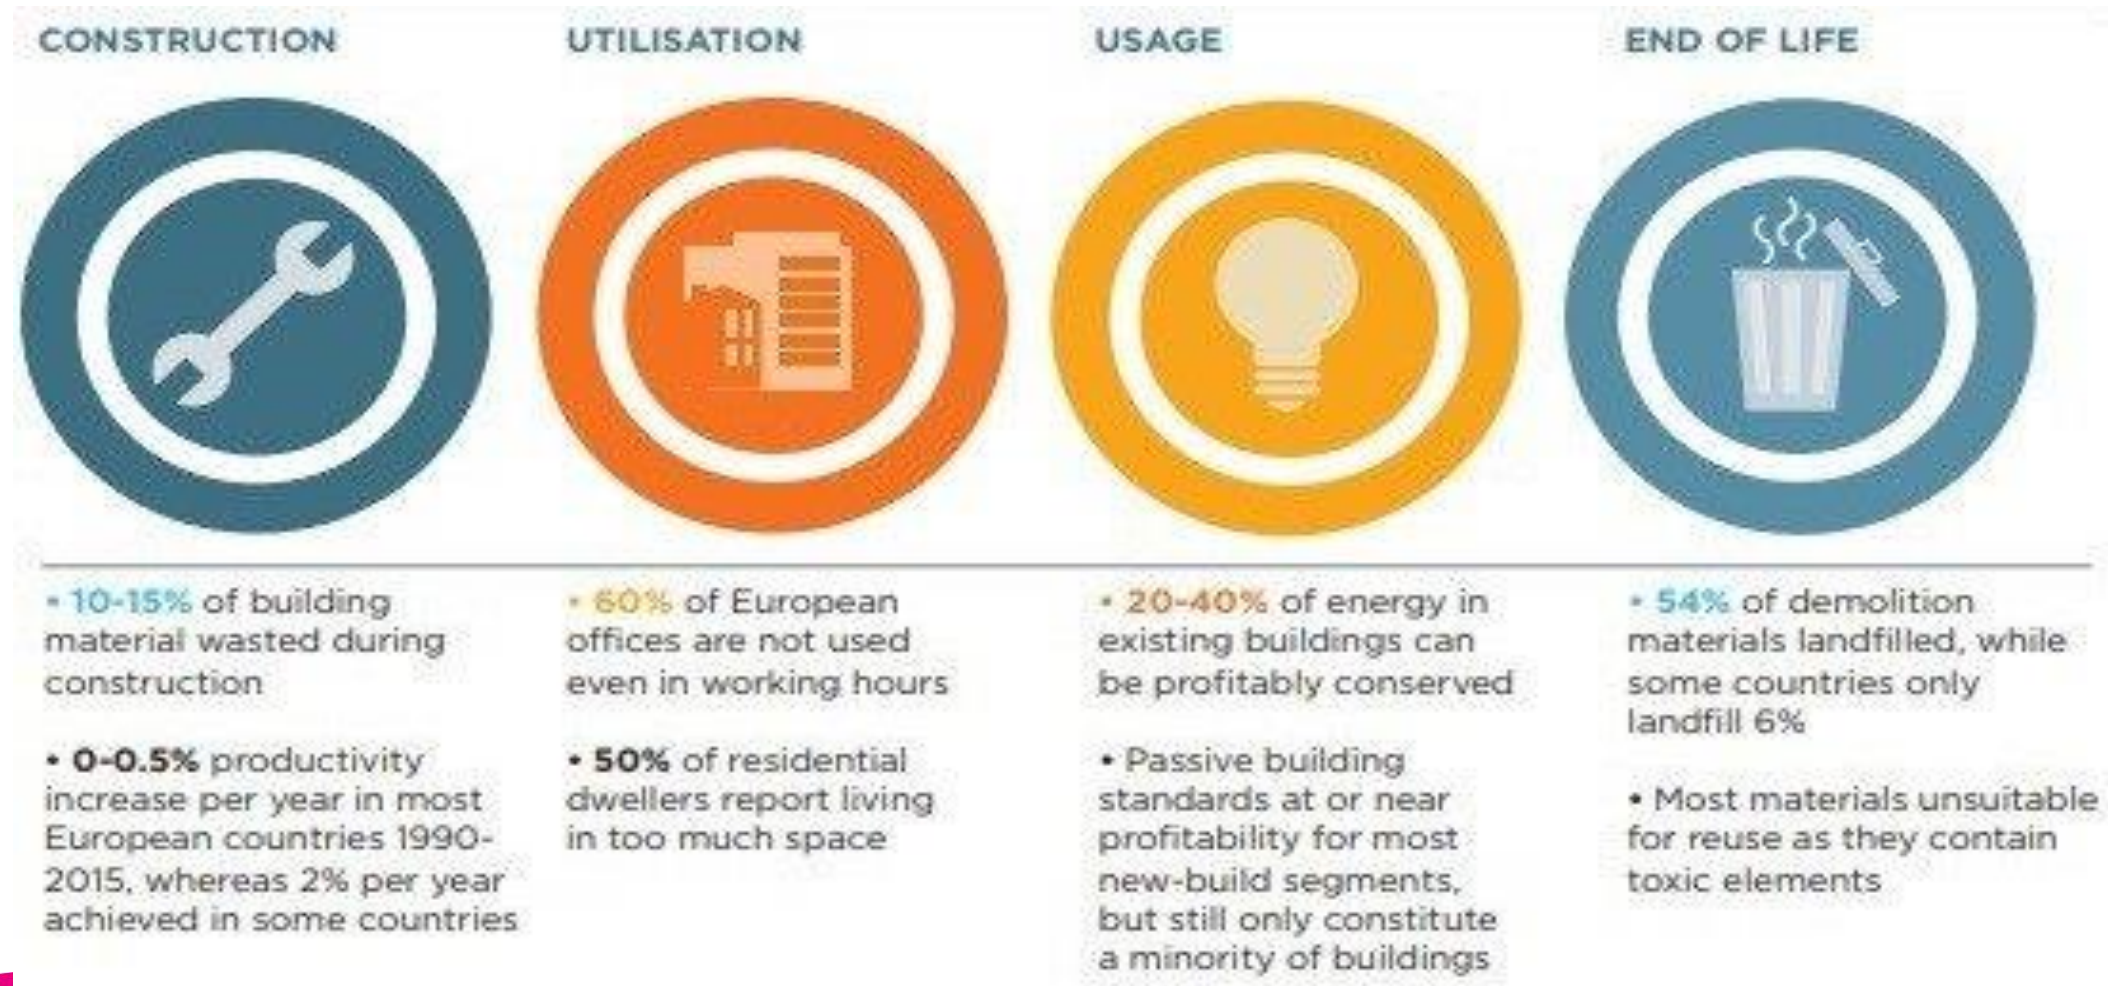 CONSTRUCTION
UTILISATION
USAGE
END OF LIFE
• 10-15% of building
material wasted during
construction
• 0-0.5% productivity
increase per year in most
European countries 1990-
2015, whereas 2% per year
achieved in some countries
• 60% of European
offices are not used
even in working hours
• 50% of residential
dwellers report living
in too much space
• 20-40% of energy in
existing buildings can
be profitably conserved
• Passive building
standards at or near
profitability for most
new-build segments,
but still only constitute
a minority of buildings
• 54% of demolition
materials landfilled, while
some countries only
landfill 6%
• Most materials unsuitable
for reuse as they contain
toxic elements